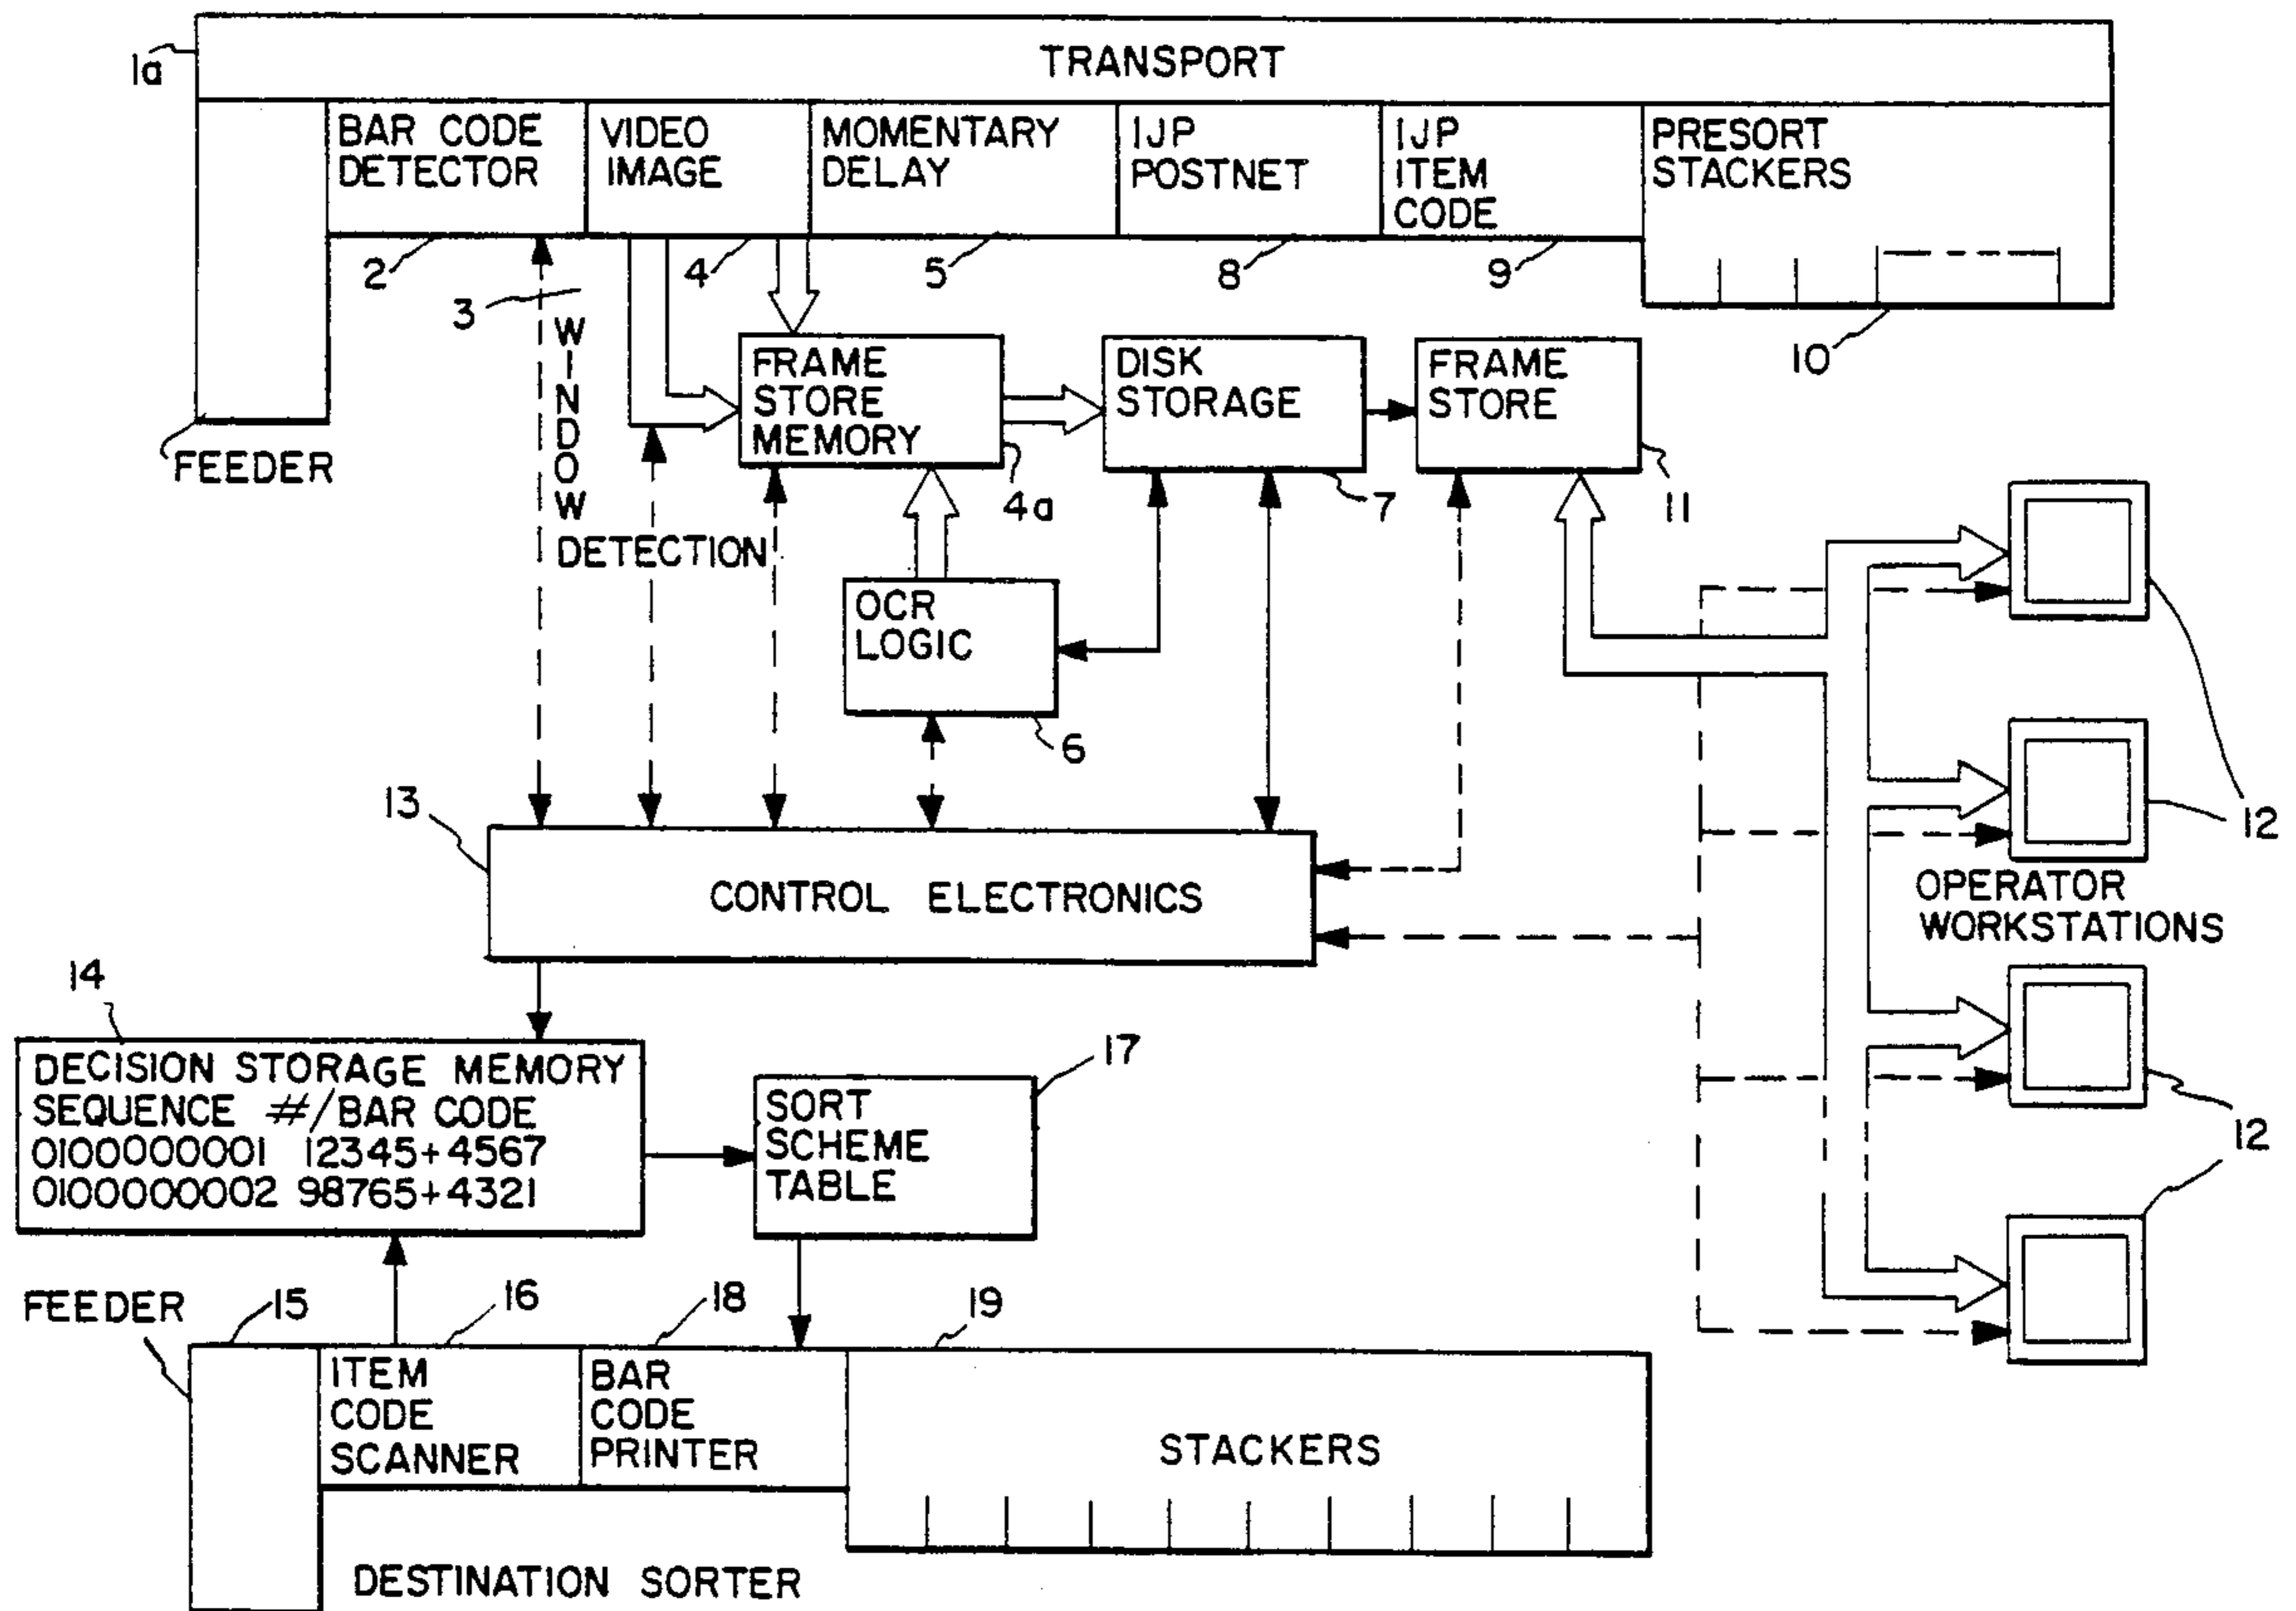 1a
TRANSPORT
BAR CODE
DETECTOR
VIDEO
IMAGE
MOMENTARY
DELAY
IJP
POSTNET
IJP
ITEM
CODE
PRESORT
STACKERS
2
3
4
5
8
9
10
FEEDER
WINDOW
DETECTION
FRAME
STORE
MEMORY
4a
DISK
STORAGE
7
FRAME
STORE
11
OCR
LOGIC
6
12
12
OPERATOR
WORKSTATIONS
12
13
CONTROL ELECTRONICS
14
DECISION STORAGE MEMORY
SEQUENCE #/BAR CODE
0100000001 12345+4567
0100000002 98765+4321
17
SORT
SCHEME
TABLE
FEEDER
15
16
18
19
ITEM
CODE
SCANNER
BAR
CODE
PRINTER
STACKERS
DESTINATION SORTER